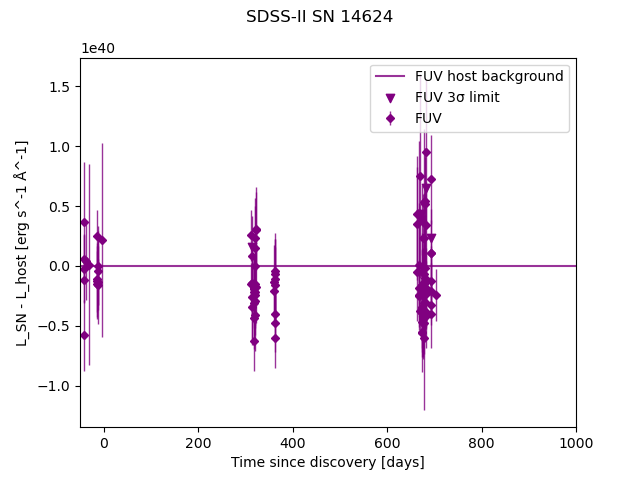 SDSS-II SN 14624
1e40
FUV host background
FUV 3σ limit
FUV
1.5
1.0
0.5
0.0
−0.5
−1.0
L_SN - L_host [erg s^-1 Å^-1]
0 200 400 600 800 1000
Time since discovery [days]